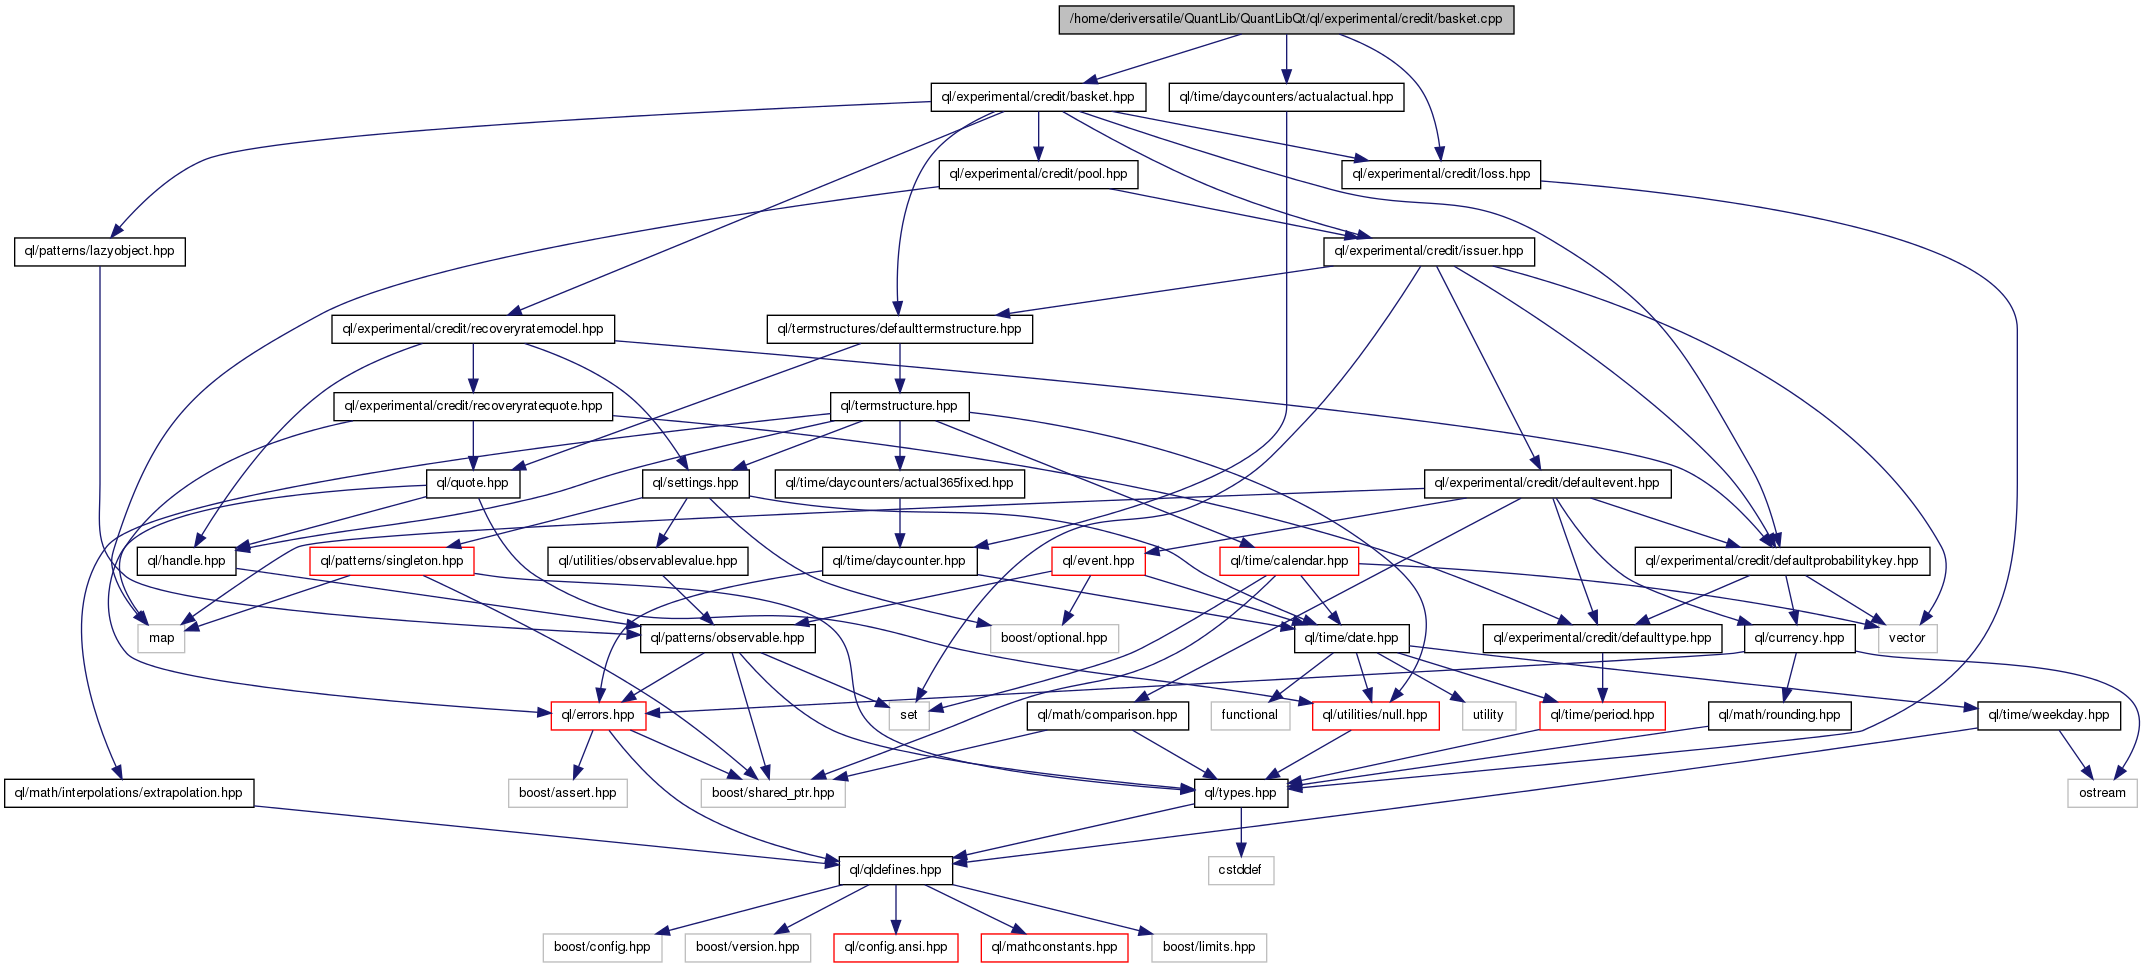 /home/deriversatile/QuantLib/QuantLibQt/ql/experimental/credit/basket.cpp
ql/experimental/credit/basket.hpp
ql/time/daycounters/actualactual.hpp
ql/experimental/credit/pool.hpp
ql/experimental/credit/loss.hpp
ql/patterns/lazyobject.hpp
ql/experimental/credit/issuer.hpp
ql/experimental/credit/recoveryratemodel.hpp
ql/termstructures/defaulttermstructure.hpp
ql/experimental/credit/recoveryratequote.hpp
ql/termstructure.hpp
ql/quote.hpp
ql/settings.hpp
ql/time/daycounters/actual365fixed.hpp
ql/experimental/credit/defaultevent.hpp
ql/handle.hpp
ql/patterns/singleton.hpp
ql/utilities/observablevalue.hpp
ql/time/daycounter.hpp
ql/event.hpp
ql/time/calendar.hpp
ql/experimental/credit/defaultprobabilitykey.hpp
map
ql/patterns/observable.hpp
boost/optional.hpp
ql/time/date.hpp
ql/experimental/credit/defaulttype.hpp
ql/currency.hpp
vector
ql/errors.hpp
set
ql/math/comparison.hpp
functional
ql/utilities/null.hpp
utility
ql/time/period.hpp
ql/math/rounding.hpp
ql/time/weekday.hpp
ql/math/interpolations/extrapolation.hpp
boost/assert.hpp
boost/shared_ptr.hpp
ql/types.hpp
ostream
ql/qldefines.hpp
cstddef
boost/config.hpp
boost/version.hpp
ql/config.ansi.hpp
ql/mathconstants.hpp
boost/limits.hpp